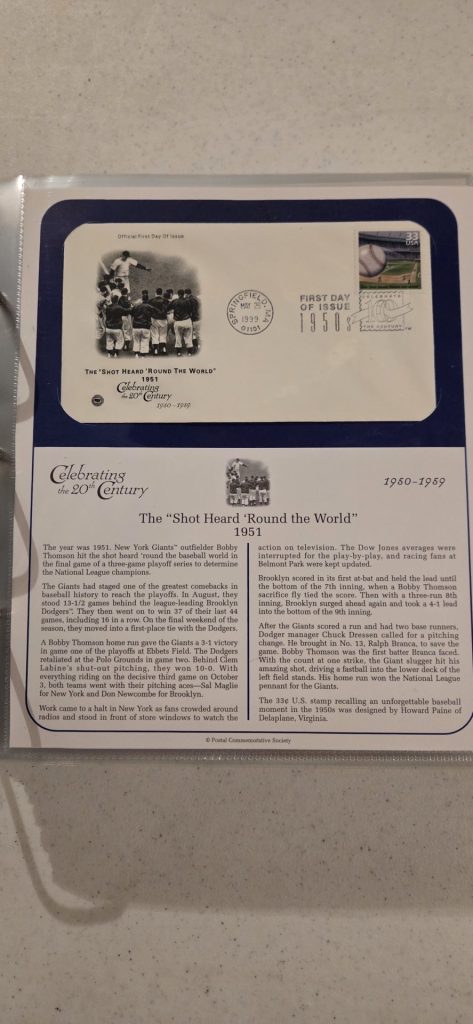 Official First Day Of Issue
33
USA
SPRINGFIELD, MA
MAY 26
1999
01101
FIRST DAY
OF ISSUE
1950s
CELEBRATE
THE CENTURY
THE "SHOT HEARD 'ROUND THE WORLD"
1951
Celebrating
the 20th Century
1950-1959
Celebrating
the 20th Century
1950-1959
The "Shot Heard 'Round the World"
1951
The year was 1951. New York Giants™ outfielder Bobby
Thomson hit the shot heard 'round the baseball world in
the final game of a three-game playoff series to determine
the National League champions.
The Giants had staged one of the greatest comebacks in
baseball history to reach the playoffs. In August, they
stood 13-1/2 games behind the league-leading Brooklyn
Dodgers™. They then went on to win 37 of their last 44
games, including 16 in a row. On the final weekend of the
season, they moved into a first-place tie with the Dodgers.
A Bobby Thomson home run gave the Giants a 3-1 victory
in game one of the playoffs at Ebbets Field. The Dodgers
retaliated at the Polo Grounds in game two. Behind Clem
Labine's shut-out pitching, they won 10-0. With
everything riding on the decisive third game on October
3, both teams went with their pitching aces—Sal Maglie
for New York and Don Newcombe for Brooklyn.
Work came to a halt in New York as fans crowded around
radios and stood in front of store windows to watch the
action on television. The Dow Jones averages were
interrupted for the play-by-play, and racing fans at
Belmont Park were kept updated.
Brooklyn scored in its first at-bat and held the lead until
the bottom of the 7th inning, when a Bobby Thomson
sacrifice fly tied the score. Then with a three-run 8th
inning, Brooklyn surged ahead again and took a 4-1 lead
into the bottom of the 9th inning.
After the Giants scored a run and had two base runners,
Dodger manager Chuck Dressen called for a pitching
change. He brought in No. 13, Ralph Branca, to save the
game. Bobby Thomson was the first batter Branca faced.
With the count at one strike, the Giant slugger hit his
amazing shot, driving a fastball into the lower deck of the
left field stands. His home run won the National League
pennant for the Giants.
The 33¢ U.S. stamp recalling an unforgettable baseball
moment in the 1950s was designed by Howard Paine of
Delaplane, Virginia.
© Postal Commemorative Society